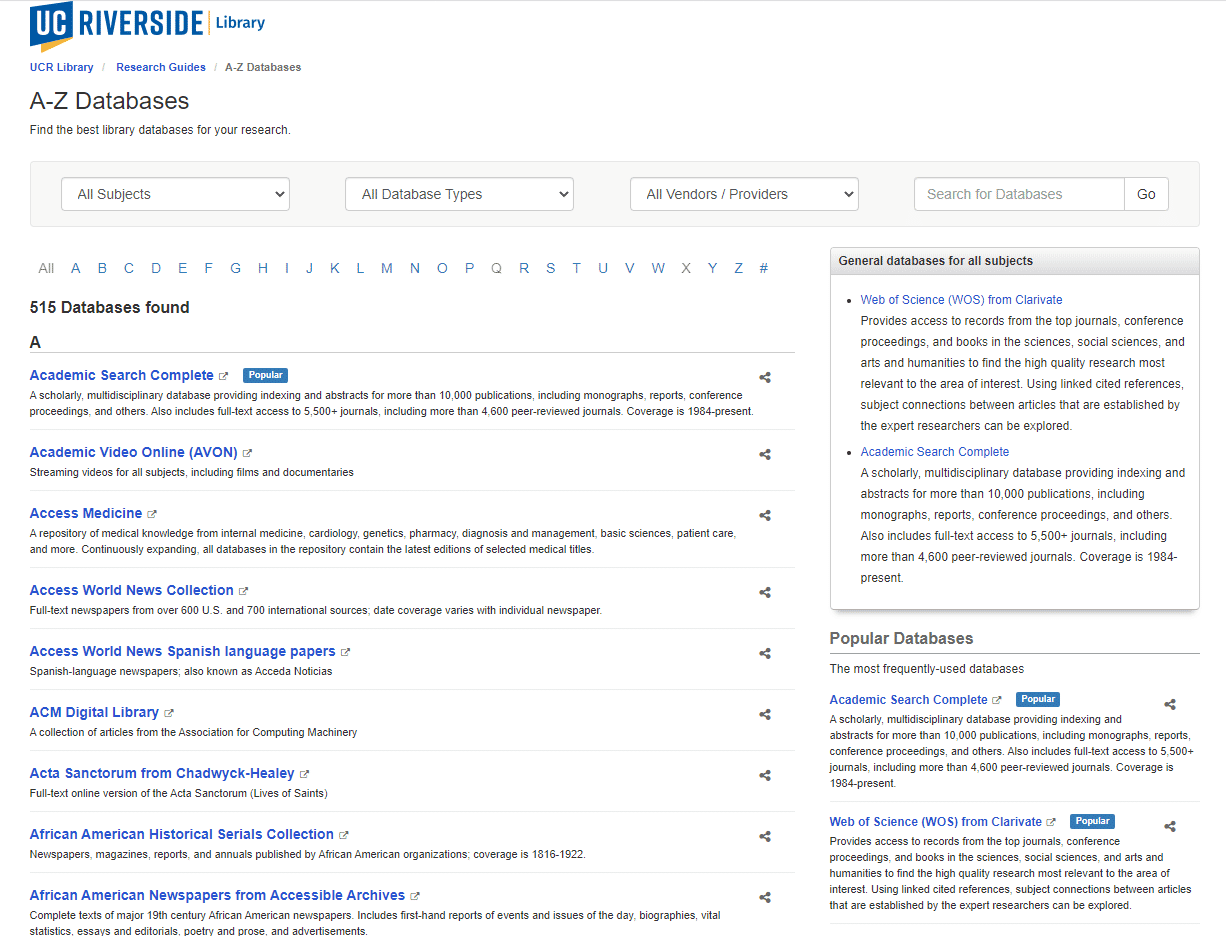 UC RIVERSIDE Library
UCR Library / Research Guides / A-Z Databases
A-Z Databases
Find the best library databases for your research.
All Subjects
All Database Types
All Vendors / Providers
Search for Databases
Go
All A B C D E F G H I J K L M N O P Q R S T U V W X Y Z #
515 Databases found
A
Academic Search Complete Popular
A scholarly, multidisciplinary database providing indexing and abstracts for more than 10,000 publications, including monographs, reports, conference
proceedings, and others. Also includes full-text access to 5,500+ journals, including more than 4,600 peer-reviewed journals. Coverage is 1984-present.
Academic Video Online (AVON)
Streaming videos for all subjects, including films and documentaries
Access Medicine
A repository of medical knowledge from internal medicine, cardiology, genetics, pharmacy, diagnosis and management, basic sciences, patient care,
and more. Continuously expanding, all databases in the repository contain the latest editions of selected medical titles.
Access World News Collection
Full-text newspapers from over 600 U.S. and 700 international sources; date coverage varies with individual newspaper.
Access World News Spanish language papers
Spanish-language newspapers; also known as Acceda Noticias
ACM Digital Library
A collection of articles from the Association for Computing Machinery
Acta Sanctorum from Chadwyck-Healey
Full-text online version of the Acta Sanctorum (Lives of Saints)
African American Historical Serials Collection
Newspapers, magazines, reports, and annuals published by African American organizations; coverage is 1816-1922.
African American Newspapers from Accessible Archives
Complete texts of major 19th century African American newspapers. Includes first-hand reports of events and issues of the day, biographies, vital
statistics, essays and editorials, poetry and prose, and advertisements.
General databases for all subjects
• Web of Science (WOS) from Clarivate
Provides access to records from the top journals, conference
proceedings, and books in the sciences, social sciences, and
arts and humanities to find the high quality research most
relevant to the area of interest. Using linked cited references,
subject connections between articles that are established by
the expert researchers can be explored.
• Academic Search Complete
A scholarly, multidisciplinary database providing indexing and
abstracts for more than 10,000 publications, including
monographs, reports, conference proceedings, and others.
Also includes full-text access to 5,500+ journals, including
more than 4,600 peer-reviewed journals. Coverage is 1984-
present.
Popular Databases
The most frequently-used databases
Academic Search Complete Popular
A scholarly, multidisciplinary database providing indexing and
abstracts for more than 10,000 publications, including monographs, reports,
conference proceedings, and others. Also includes full-text access to 5,500+
journals, including more than 4,600 peer-reviewed journals. Coverage is
1984-present.
Web of Science (WOS) from Clarivate Popular
Provides access to records from the top journals, conference
proceedings, and books in the sciences, social sciences, and arts and
humanities to find the high quality research most relevant to the area of
interest. Using linked cited references, subject connections between articles
that are established by the expert researchers can be explored.